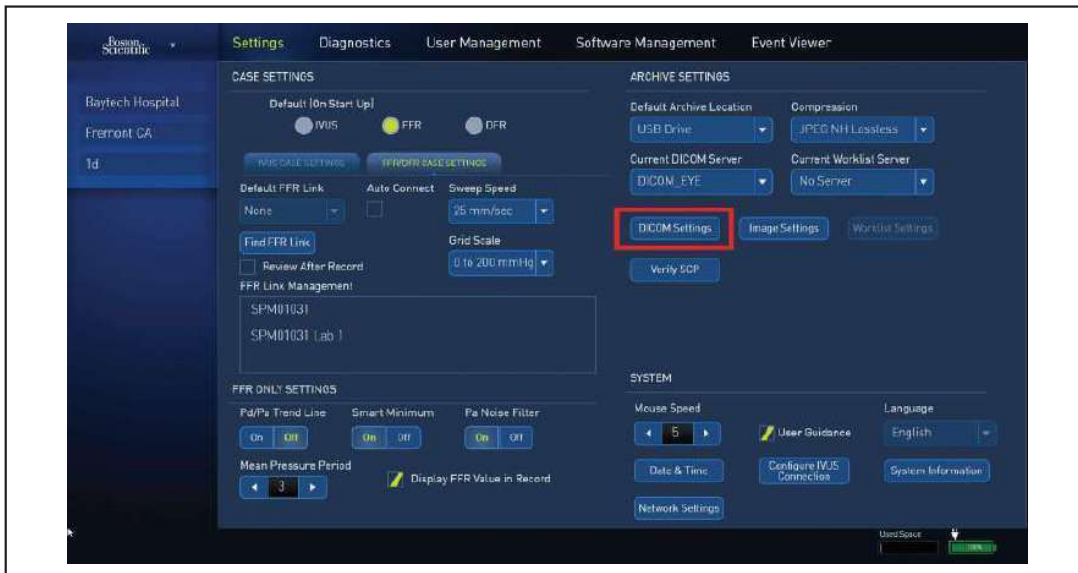 Boston Scientific
Settings Diagnostics User Management Software Management Event Viewer
Baytech Hospital
Fremont CA
1d
CASE SETTINGS
Default (On Start Up)
IVUS FFR DFR
IVUS CASE SETTINGS FFR/DFR CASE SETTINGS
Default FFR Link Auto Connect Sweep Speed
None 25 mm/sec
Find FFR Link Grid Scale
Review After Record 0 to 200 mmHg
FFR Link Management
SPM01031
SPM01031 Lab 1
FFR ONLY SETTINGS
Pd/Pa Trend Line Smart Minimum Pa Noise Filter
On Off On Off On Off
Mean Pressure Period
3 Display FFR Value in Record
ARCHIVE SETTINGS
Default Archive Location Compression
USB Drive JPEG NH Lossless
Current DICOM Server Current Worklist Server
DICOM_EYE No Server
DICOM Settings Image Settings Worklist Settings
Verify SCP
SYSTEM
Mouse Speed Language
5 User Guidance English
Date & Time Configure IVUS Connection System Information
Network Settings
Used Space
100%